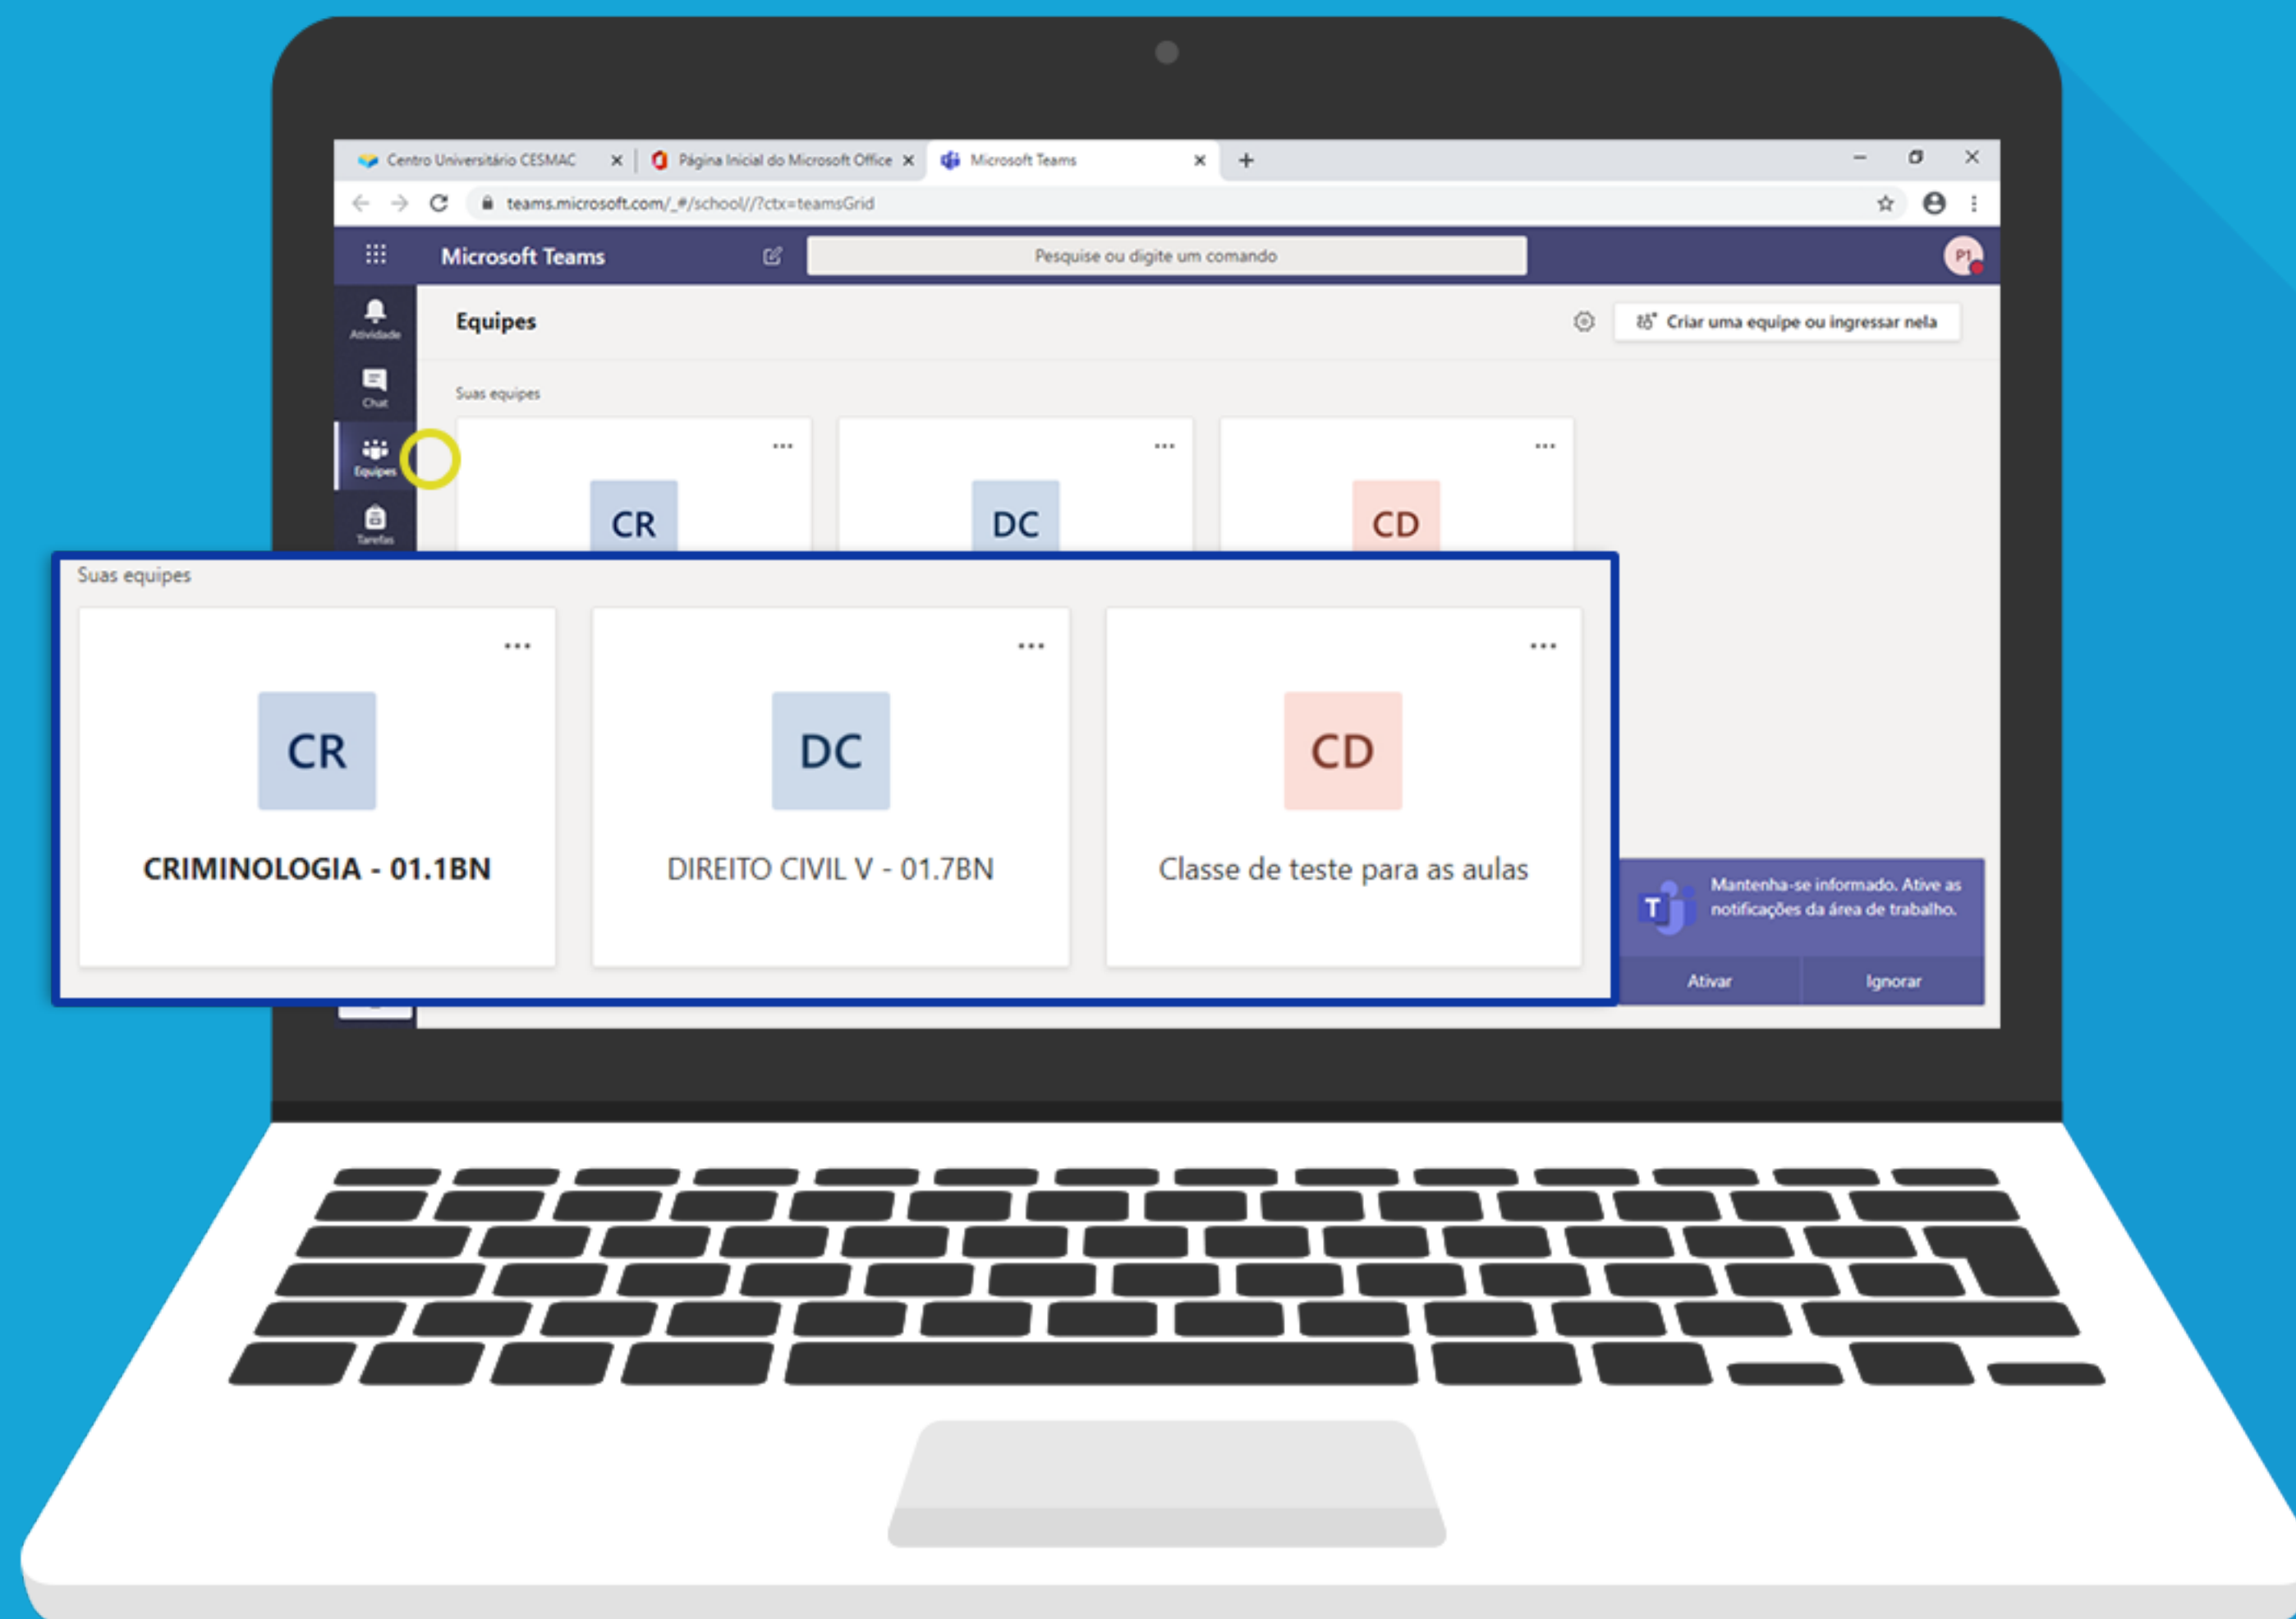 Centro Universitário CESMAC
Página Inicial do Microsoft Office
Microsoft Teams
teams.microsoft.com/_#/school//?ctx=teamsGrid
Microsoft Teams
Pesquise ou digite um comando
P1
Atividade
Equipes
Criar uma equipe ou ingressar nela
Chat
Suas equipes
Equipes
CR
DC
CD
Tarefas
Suas equipes
CR
DC
CD
CRIMINOLOGIA - 01.1BN
DIREITO CIVIL V - 01.7BN
Classe de teste para as aulas
T
Mantenha-se informado. Ative as
notificações da área de trabalho.
Ativar
Ignorar